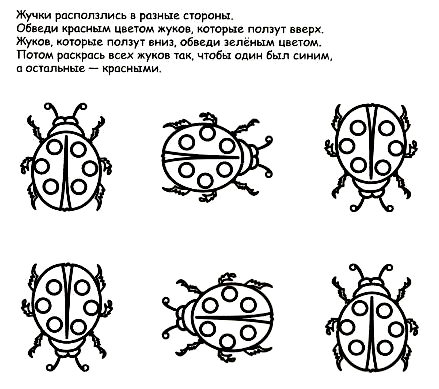 Жучки расползлись в разные стороны.
Обведи красным цветом жуков, которые ползут вверх.
Жуков, которые ползут вниз, обведи зелёным цветом.
Потом раскрась всех жуков так, чтобы один был синим,
а остальные — красными.